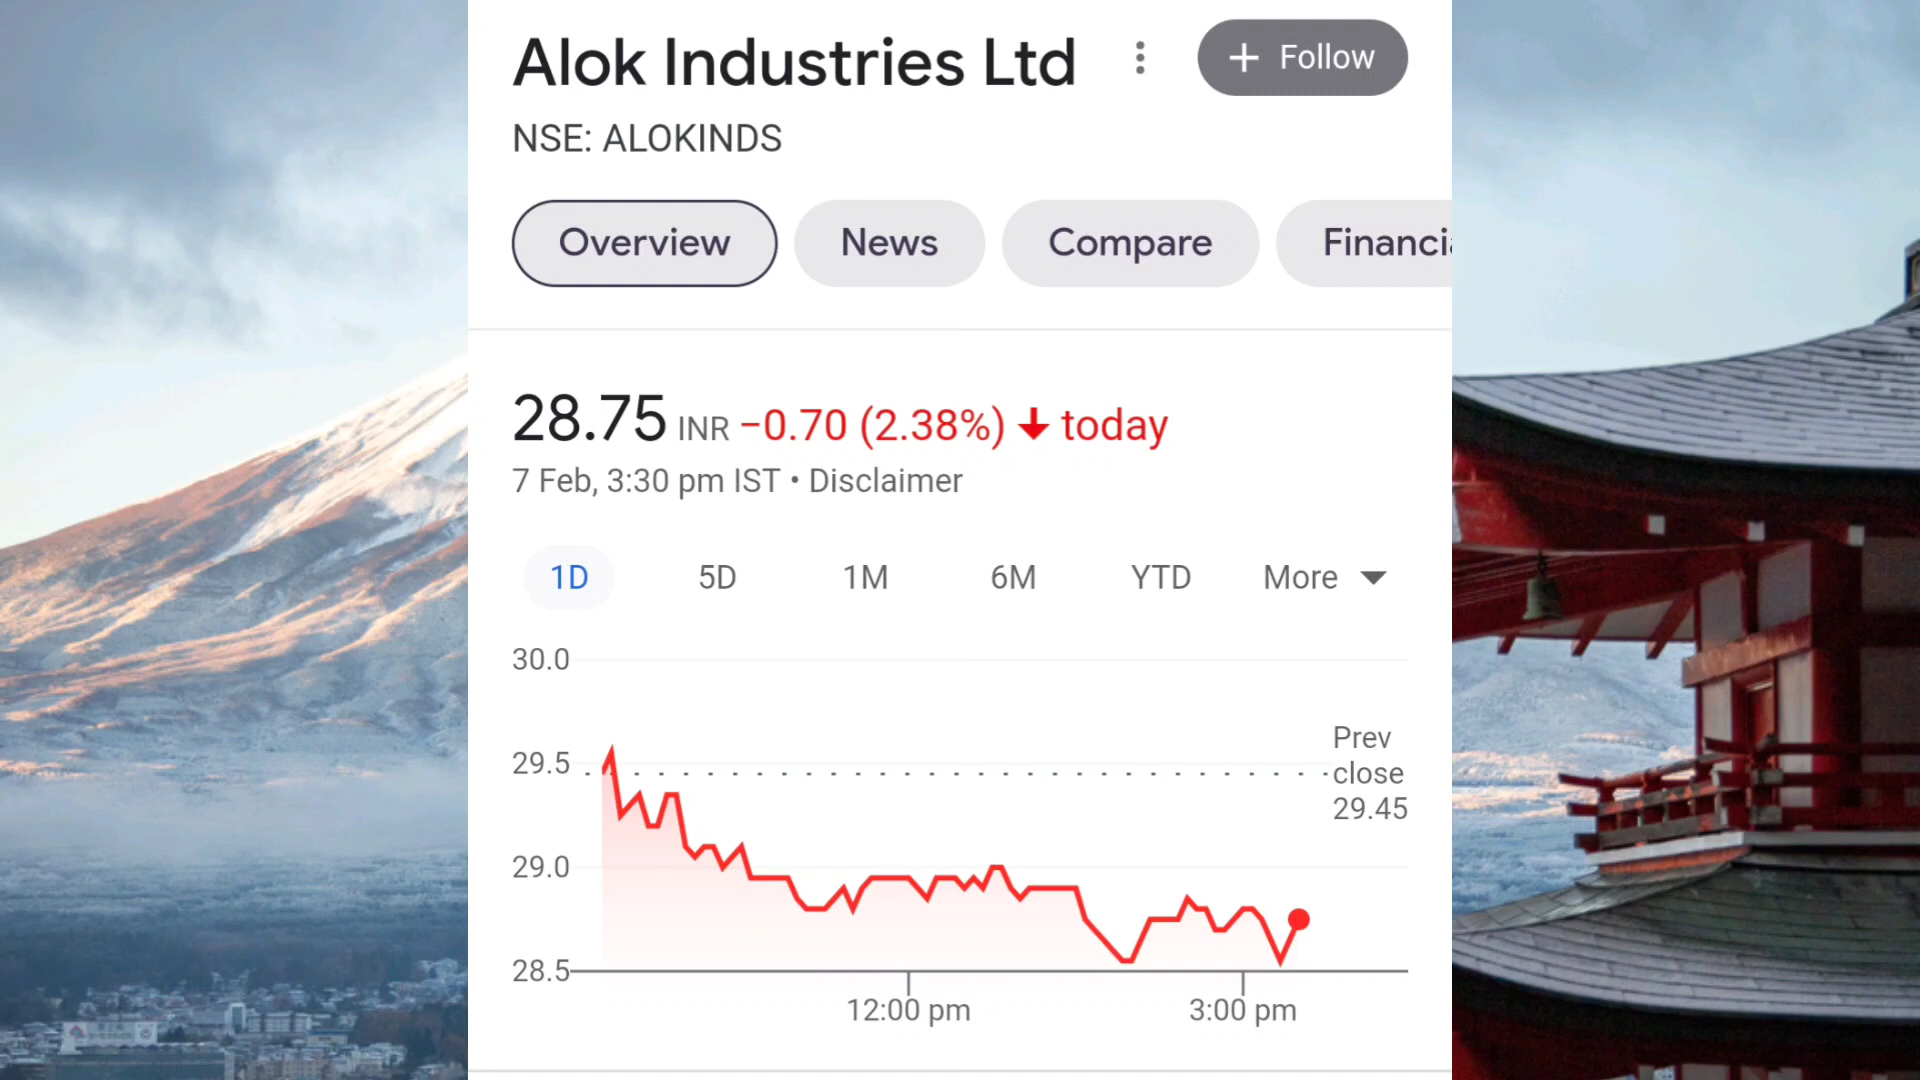 Alok Industries Ltd
+ Follow
NSE: ALOKINDS
Overview
News
Compare
Financi
28.75 INR −0.70 (2.38%) ↓ today
7 Feb, 3:30 pm IST • Disclaimer
1D
5D
1M
6M
YTD
More
30.0
29.5
29.0
28.5
Prev
close
29.45
12:00 pm
3:00 pm